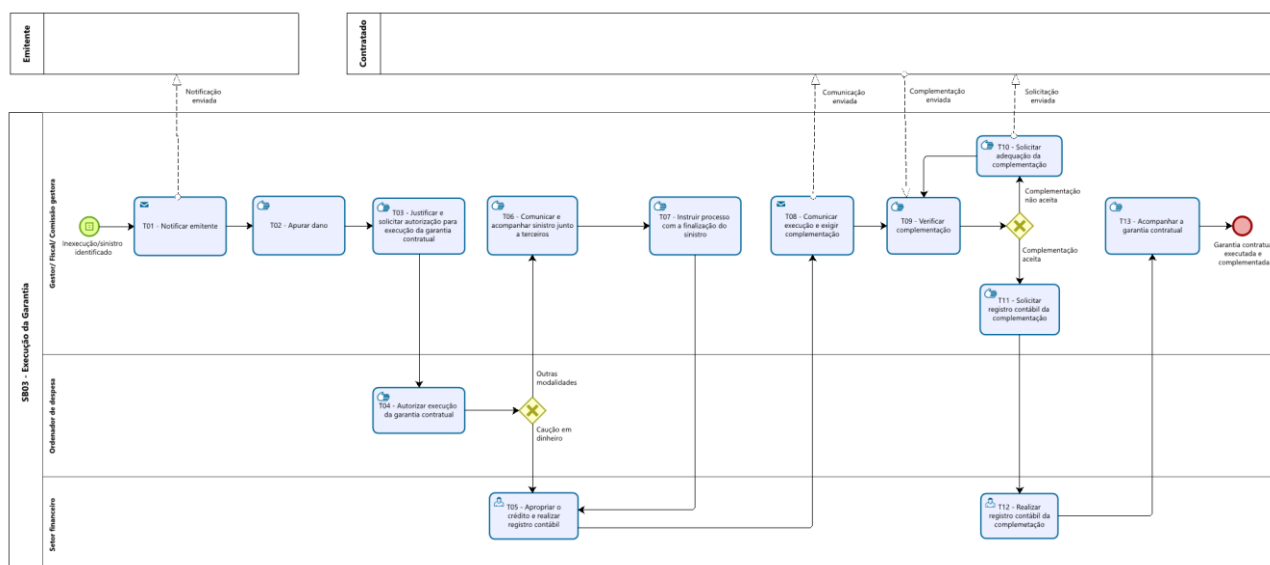 Emitente
Contratado
Notificação
enviada
Comunicação
enviada
Complementação
enviada
Solicitação
enviada
SB03 - Execução da Garantia
Gestor/ Fiscal/ Comissão gestora
Inexecução/sinistro
identificado
T01 - Notificar emitente
T02 - Apurar dano
T03 - Justificar e
solicitar autorização para
execução da garantia
contratual
T06 - Comunicar e
acompanhar sinistro junto
a terceiros
T07 - Instruir processo
com a finalização do
sinistro
T08 - Comunicar
execução e exigir
complementação
T09 - Verificar
complementação
T10 - Solicitar
adequação da
complementação
Complementação
não aceita
Complementação
aceita
T11 - Solicitar
registro contábil da
complementação
T13 - Acompanhar a
garantia contratual
Garantia contratu
executada e
complementada
Ordenador de despesa
T04 - Autorizar execução
da garantia contratual
Outras
modalidades
Caução em
dinheiro
Setor financeiro
T05 - Apropriar o
crédito e realizar
registro contábil
T12 - Realizar
registro contábil da
complemetação